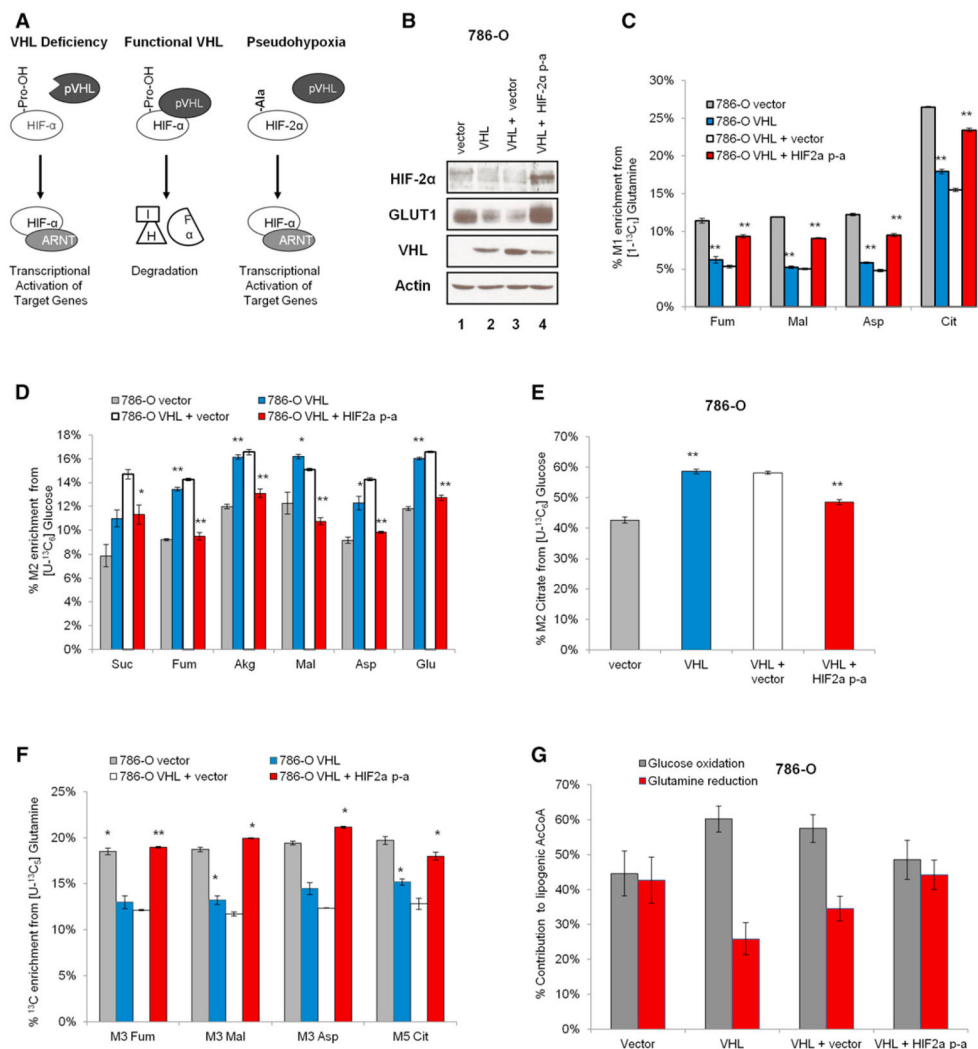 A
VHL Deficiency
Functional VHL
Pseudohypoxia
-Pro-OH
pVHL
HIF-α
-Pro-OH
pVHL
HIF-α
-Ala
pVHL
HIF-2α
HIF-α
ARNT
I
H
F
α
HIF-α
ARNT
Transcriptional
Activation of
Target Genes
Degradation
Transcriptional
Activation of
Target Genes
B
786-O
vector
VHL
VHL + vector
VHL + HIF-2α p-a
HIF-2α
GLUT1
VHL
Actin
1 2 3 4
C
786-O vector
786-O VHL
786-O VHL + vector
786-O VHL + HIF2a p-a
% M1 enrichment from
[1-¹³C₁] Glutamine
30%
25%
20%
15%
10%
5%
0%
** ** ** ** ** ** ** **
Fum Mal Asp Cit
D
786-O vector
786-O VHL
786-O VHL + vector
786-O VHL + HIF2a p-a
% M2 enrichment from
[U-¹³C₆] Glucose
18%
16%
14%
12%
10%
8%
6%
4%
2%
0%
* ** ** ** ** * ** * ** ** **
Suc Fum Akg Mal Asp Glu
E
786-O
% M2 Citrate from [U-¹³C₆] Glucose
70%
60%
50%
40%
30%
20%
10%
0%
** **
vector
VHL
VHL +
vector
VHL +
HIF2a p-a
F
786-O vector
786-O VHL
786-O VHL + vector
786-O VHL + HIF2a p-a
% ¹³C enrichment from [U-¹³C₅] Glutamine
25%
20%
15%
10%
5%
0%
* ** * * * * *
M3 Fum M3 Mal M3 Asp M5 Cit
G
Glucose oxidation
Glutamine reduction
786-O
% Contribution to lipogenic AcCoA
70%
60%
50%
40%
30%
20%
10%
0%
Vector VHL VHL + vector VHL + HIF2a p-a